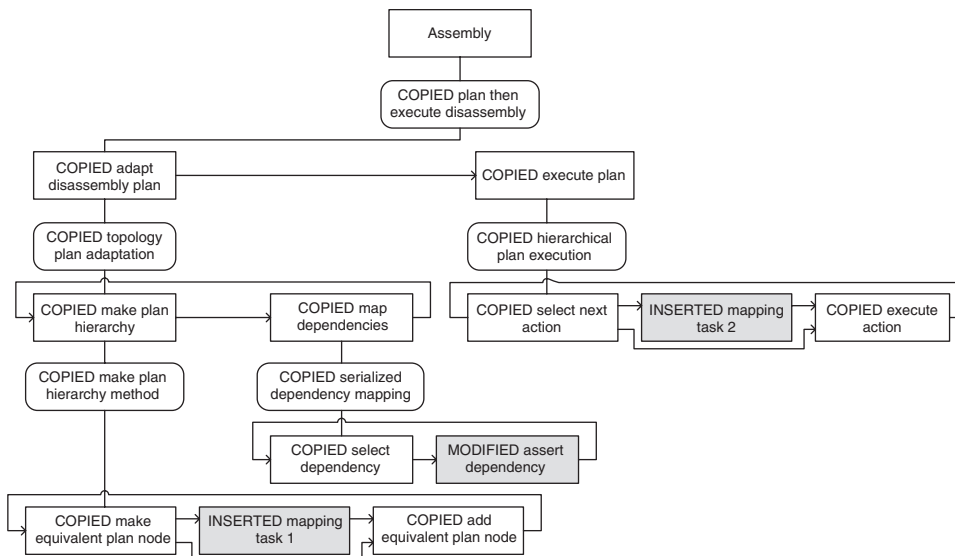 Assembly
COPIED plan then
execute disassembly
COPIED adapt
disassembly plan
COPIED execute plan
COPIED topology
plan adaptation
COPIED hierarchical
plan execution
COPIED make plan
hierarchy
COPIED map
dependencies
COPIED select next
action
INSERTED mapping
task 2
COPIED execute
action
COPIED make plan
hierarchy method
COPIED serialized
dependency mapping
COPIED select
dependency
MODIFIED assert
dependency
COPIED make
equivalent plan node
INSERTED mapping
task 1
COPIED add
equivalent plan node